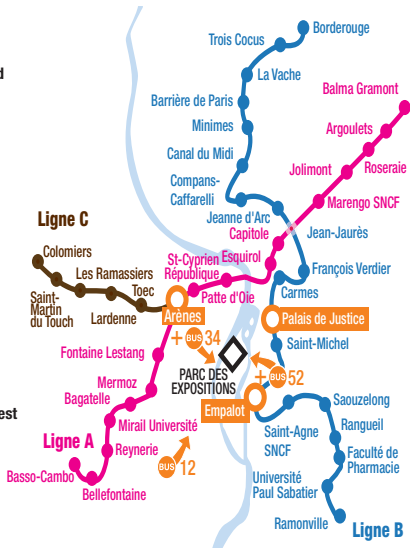 Borderouge
Trois Cocus
d
La Vache
Balma Gramont
Barrière de Paris
Minimes
Argoulets
Canal du Midi
Jolimont
Roseraie
Compans-
Caffarelli
Marengo SNCF
Jeanne d'Arc
Ligne C
Capitole
Jean-Jaurès
Colomiers
St-Cyprien
République
Esquirol
François Verdier
Les Ramassiers
Toec
Patte d'Oie
Carmes
Saint-
Martin
du Touch
Lardenne
Arènes
Palais de Justice
+ BUS 34
Saint-Michel
Fontaine Lestang
PARC DES
EXPOSITIONS
+ BUS 52
Mermoz
Bagatelle
Empalot
Saouzelong
est
Mirail Université
Rangueil
Ligne A
Saint-Agne
SNCF
Reynerie
Faculté de
Pharmacie
Basso-Cambo
BUS 12
Université
Paul Sabatier
Bellefontaine
Ramonville
Ligne B